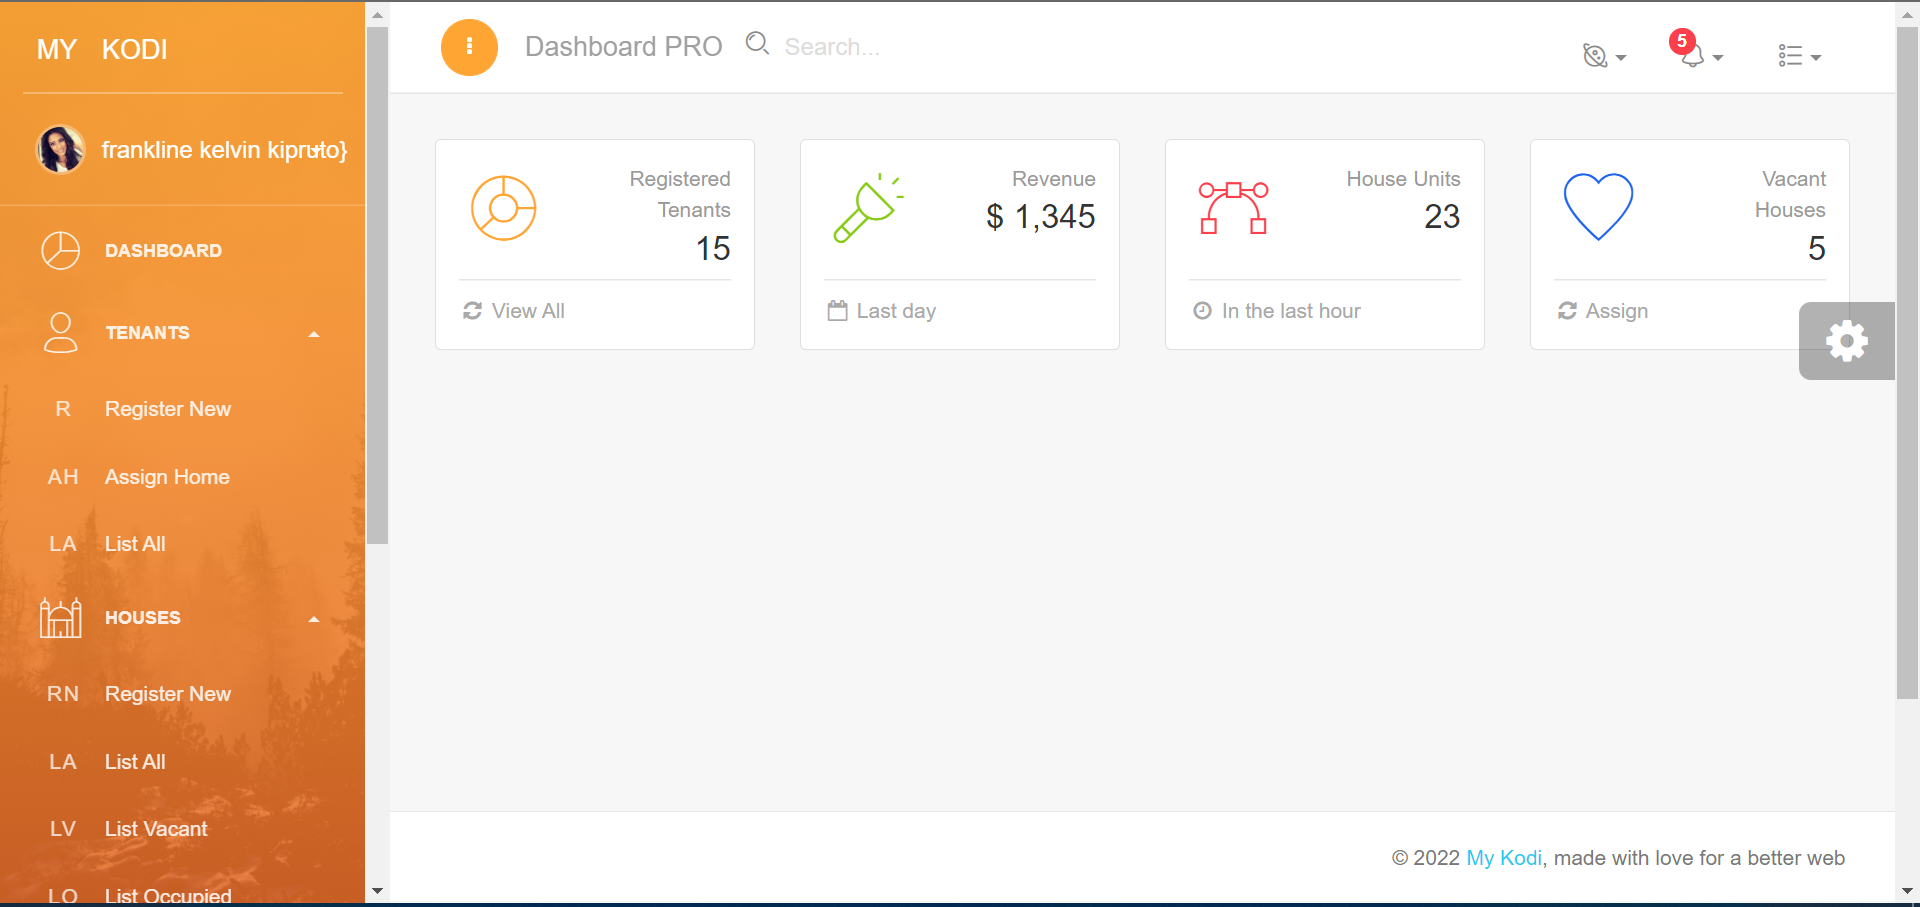 MY KODI
frankline kelvin kipruto}
DASHBOARD
TENANTS
R Register New
AH Assign Home
LA List All
HOUSES
RN Register New
LA List All
LV List Vacant
LO List Occupied
Dashboard PRO
Search...
5
Registered
Tenants
15
View All
Revenue
$ 1,345
Last day
House Units
23
In the last hour
Vacant
Houses
5
Assign
© 2022 My Kodi, made with love for a better web